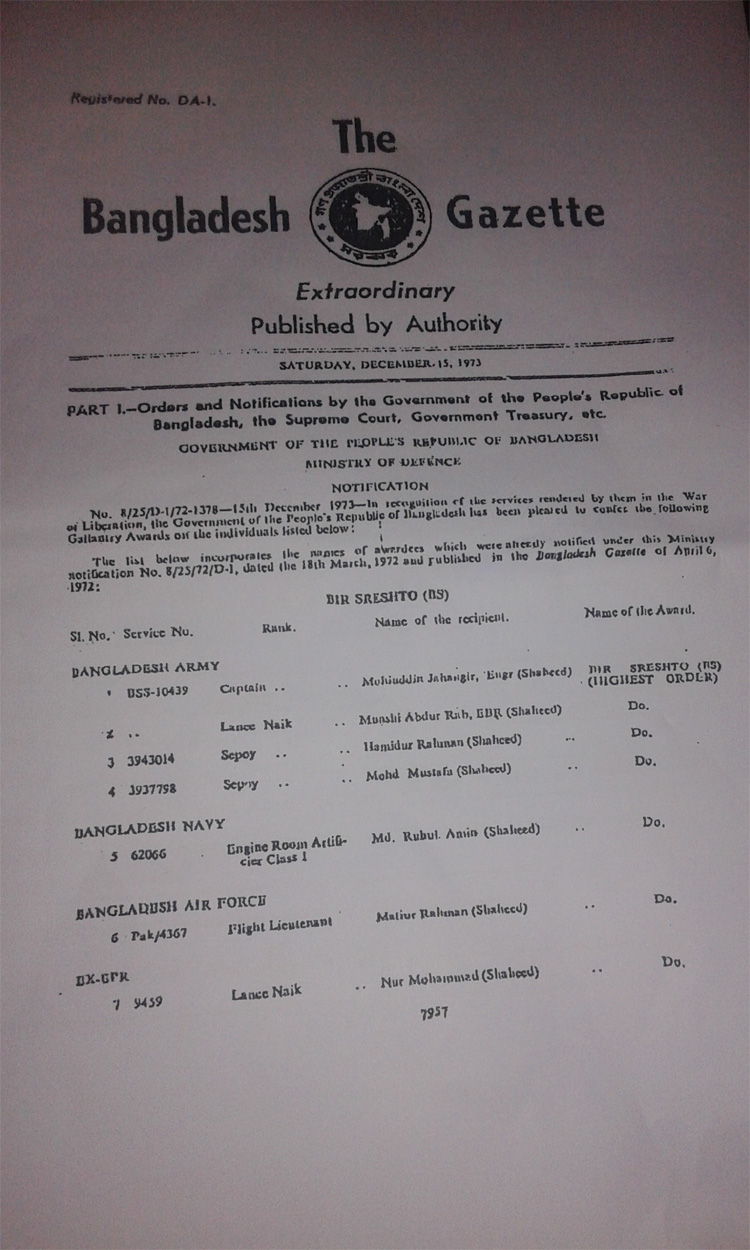 Registered No. DA-1.
The
Bangladesh Gazette
গণপ্রজাতন্ত্রী বাংলাদেশ
সরকার
Extraordinary
Published by Authority
SATURDAY, DECEMBER 15, 1973
PART I.—Orders and Notifications by the Government of the People's Republic of
Bangladesh, the Supreme Court, Government Treasury, etc.
GOVERNMENT OF THE PEOPLE'S REPUBLIC OF BANGLADESH
MINISTRY OF DEFENCE
NOTIFICATION
No. 8/25/D-1/72-1378—15th December 1973—In recognition of the services rendered by them in the War
of Liberation, the Government of the People's Republic of Bangladesh has been pleased to confer the following
Gallantry Awards on the individuals listed below:
The list below incorporates the names of awardees which were already notified under this Ministry
notification No. 8/25/72/D-1, dated the 18th March, 1972 and published in the Bangladesh Gazette of April 6,
1972:
BIR SRESHTO (BS)
Sl. No. Service No. Rank. Name of the recipient. Name of the Award.
BANGLADESH ARMY
BSS-10439 Captain .. .. Mohiuddin Jahangir, Engr (Shaheed) BIR SRESHTO (BS)
(HIGHEST ORDER)
2 .. Lance Naik .. Munshi Abdur Rab, EBR (Shaheed) Do.
3 3943014 Sepoy .. .. Hamidur Rahman (Shaheed) .. Do.
4 3937798 Sepoy .. .. Mohd Mustafa (Shaheed) .. Do.
BANGLADESH NAVY
5 62066 Engine Room Artifi-
cier Class I Md. Ruhul Amin (Shaheed) .. Do.
BANGLADESH AIR FORCE
6 Pak/4367 Flight Lieutenant Matiur Rahman (Shaheed) .. Do.
EX-EPR
7 9459 Lance Naik .. Nur Mohammad (Shaheed) .. Do.
7957